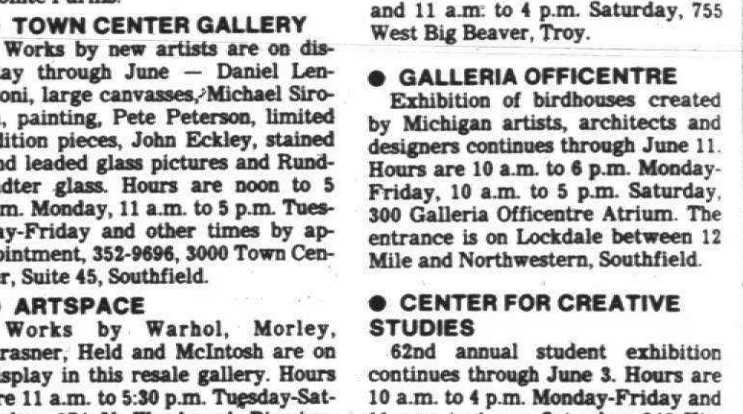 TOWN CENTER GALLERY
Works by new artists are on dis-
ay through June — Daniel Len-
oni, large canvasses, Michael Siro-
, painting, Pete Peterson, limited
dition pieces, John Eckley, stained
nd leaded glass pictures and Rund-
dter glass. Hours are noon to 5
m. Monday, 11 a.m. to 5 p.m. Tues-
ay-Friday and other times by ap-
ointment, 352-9696, 3000 Town Cen-
r, Suite 45, Southfield.
ARTSPACE
Works by Warhol, Morley,
rasner, Held and McIntosh are on
isplay in this resale gallery. Hours
re 11 a.m. to 5:30 p.m. Tuesday-Sat-
and 11 a.m. to 4 p.m. Saturday, 755
West Big Beaver, Troy.
● GALLERIA OFFICENTRE
Exhibition of birdhouses created
by Michigan artists, architects and
designers continues through June 11.
Hours are 10 a.m. to 6 p.m. Monday-
Friday, 10 a.m. to 5 p.m. Saturday,
300 Galleria Officentre Atrium. The
entrance is on Lockdale between 12
Mile and Northwestern, Southfield.
● CENTER FOR CREATIVE
STUDIES
62nd annual student exhibition
continues through June 3. Hours are
10 a.m. to 4 p.m. Monday-Friday and